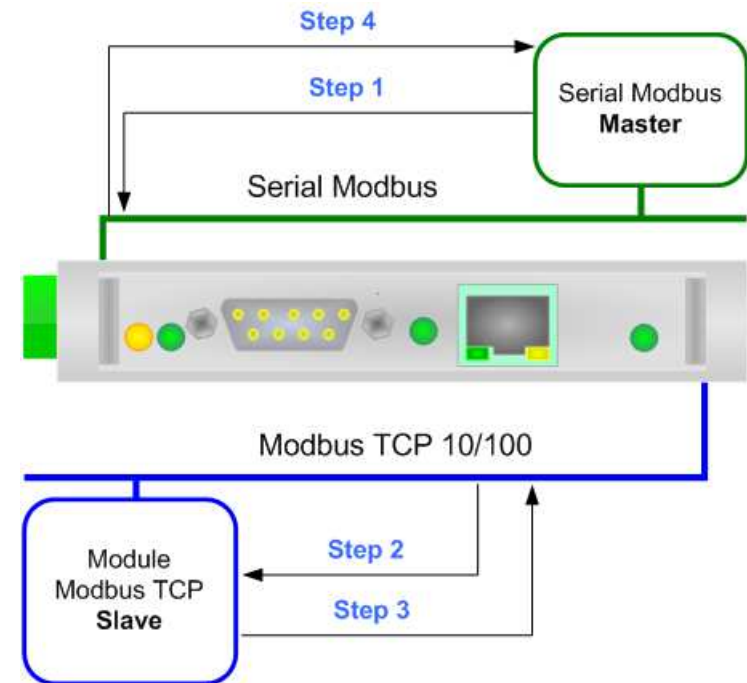 Step 4
Step 1
Serial Modbus
Master
Serial Modbus
Modbus TCP 10/100
Step 2
Module
Modbus TCP
Slave
Step 3